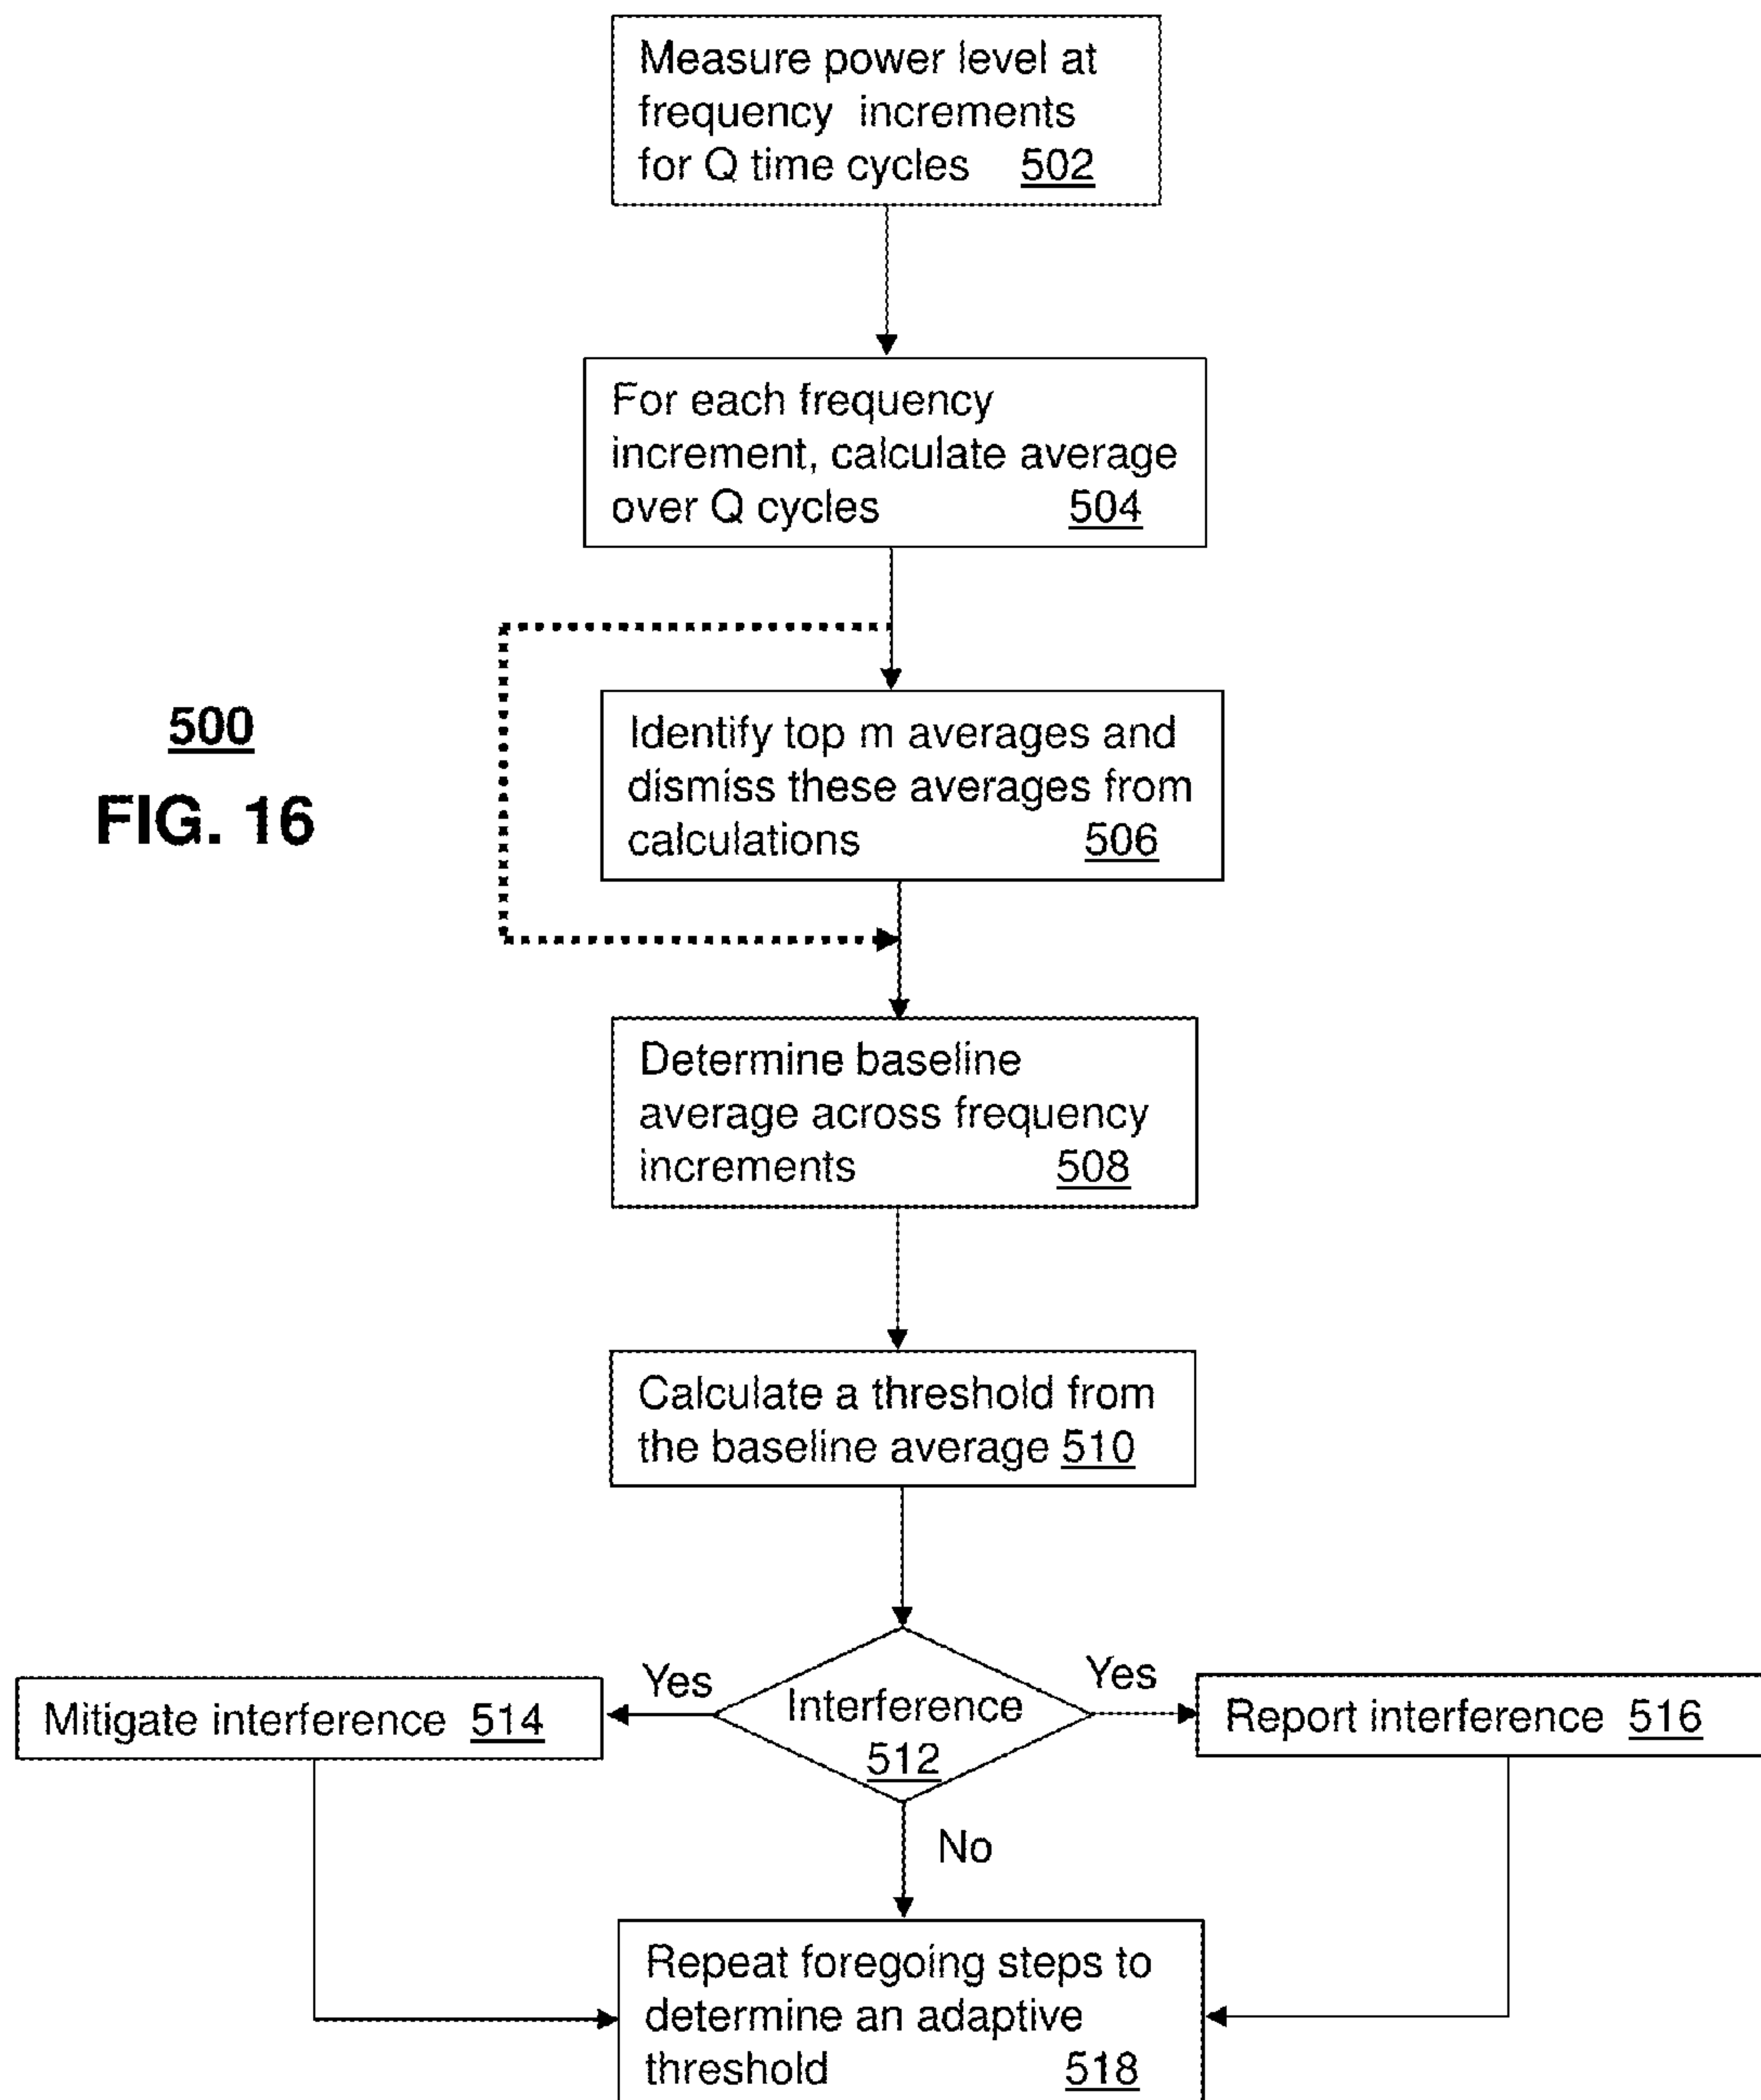 Measure power level at
frequency increments
for Q time cycles 502
For each frequency
increment, calculate average
over Q cycles 504
500
FIG. 16
Identify top m averages and
dismiss these averages from
calculations 506
Determine baseline
average across frequency
increments 508
Calculate a threshold from
the baseline average 510
Yes
Yes
Mitigate interference 514
Interference
512
Report interference 516
No
Repeat foregoing steps to
determine an adaptive
threshold 518